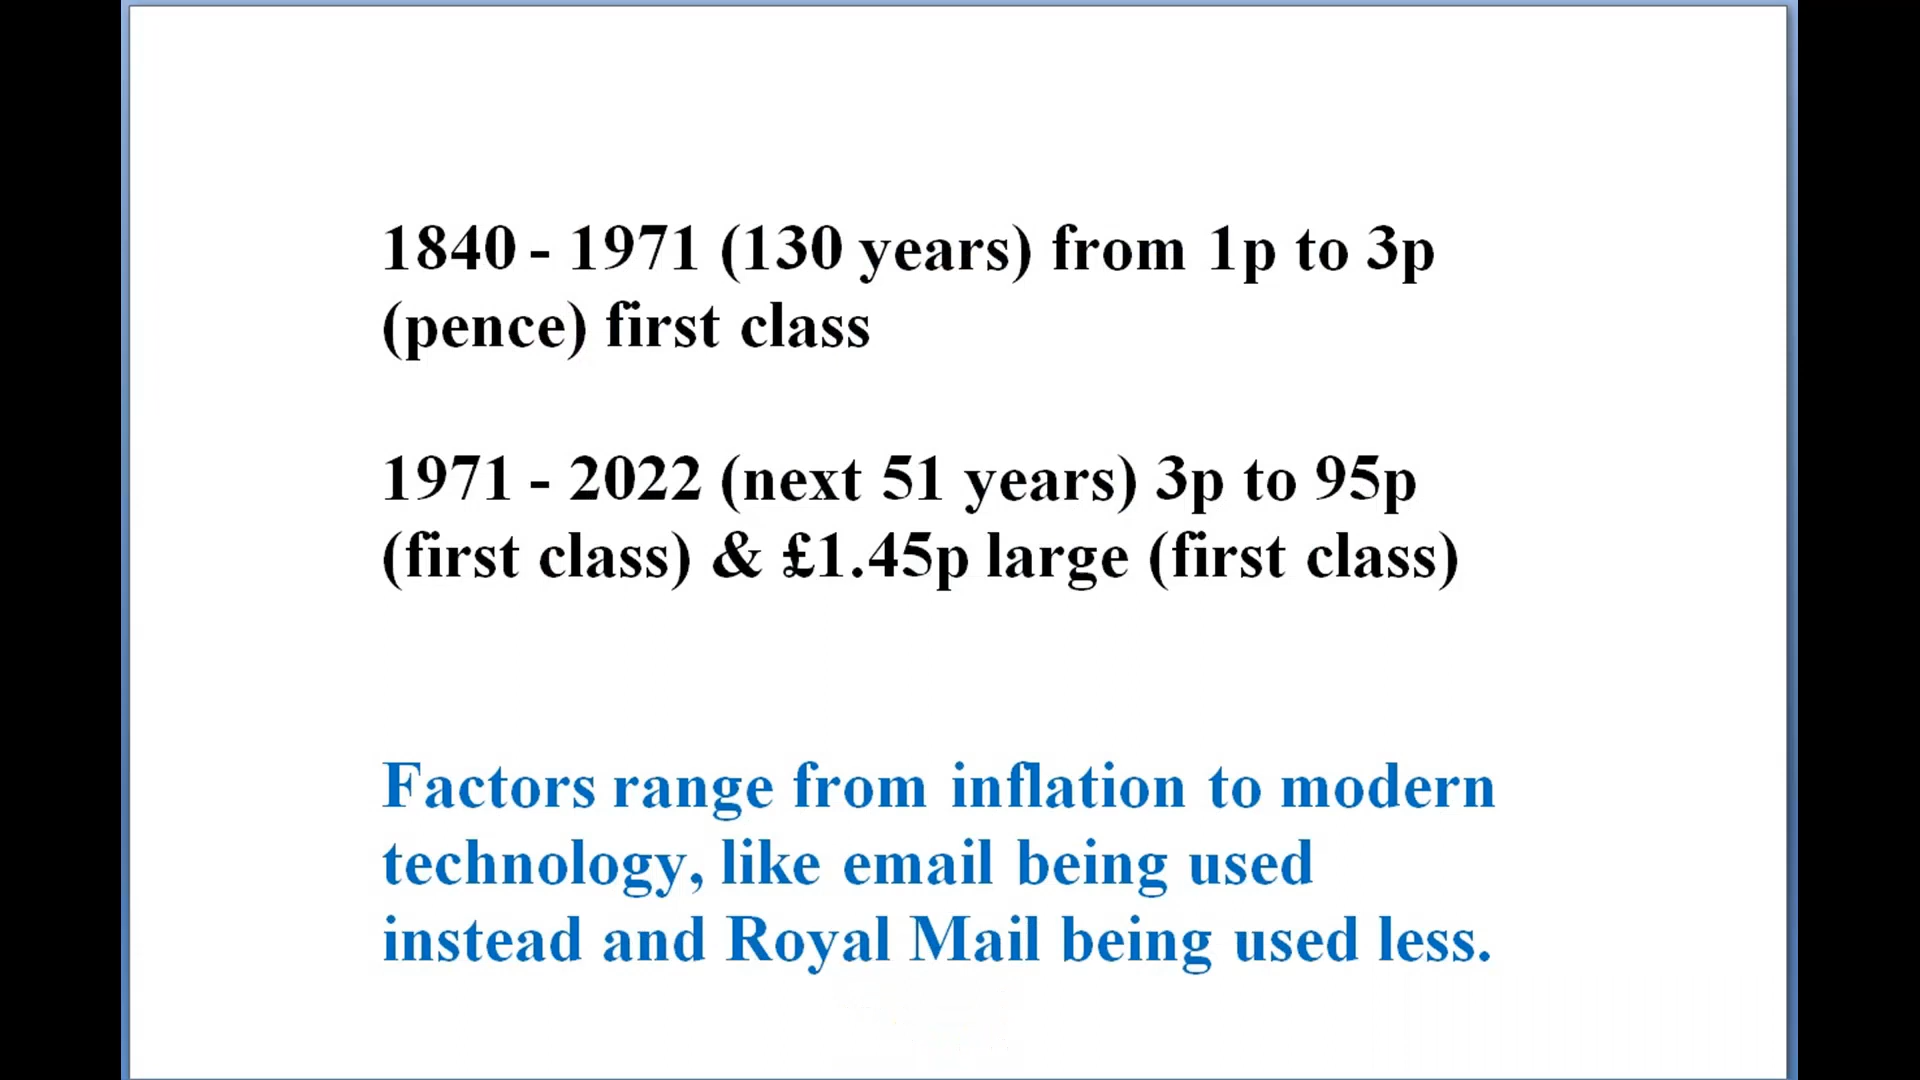 1840 - 1971 (130 years) from 1p to 3p
(pence) first class
1971 - 2022 (next 51 years) 3p to 95p
(first class) & £1.45p large (first class)
Factors range from inflation to modern
technology, like email being used
instead and Royal Mail being used less.